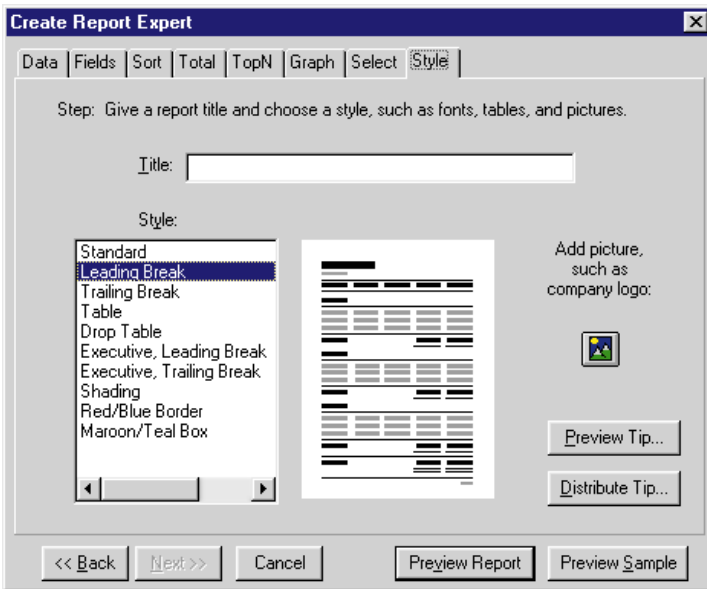 Create Report Expert
Data Fields Sort Total TopN Graph Select Style
Step: Give a report title and choose a style, such as fonts, tables, and pictures.
Title:
Style:
Standard
Leading Break
Trailing Break
Table
Drop Table
Executive, Leading Break
Executive, Trailing Break
Shading
Red/Blue Border
Maroon/Teal Box
Add picture,
such as
company logo:
Preview Tip...
Distribute Tip...
<< Back Next >> Cancel Preview Report Preview Sample